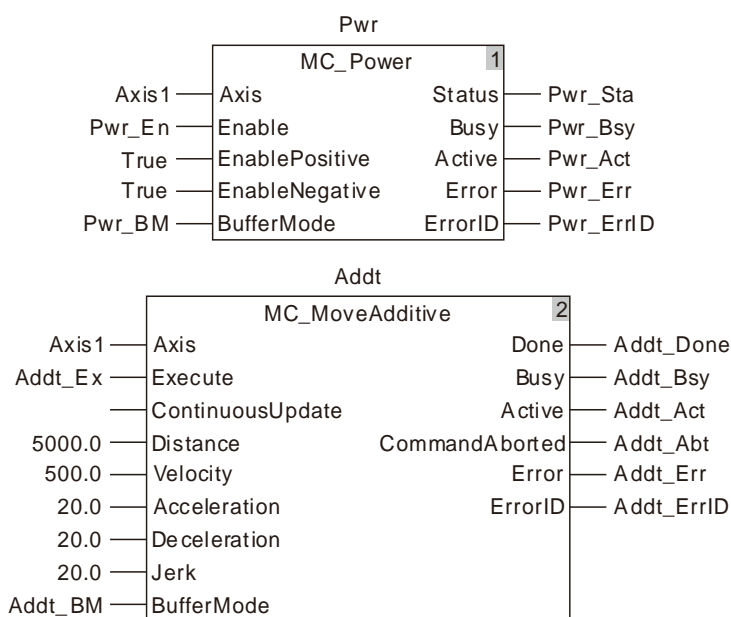 Pwr
MC_Power 1
Axis1 Axis Status Pwr_Sta
Pwr_En Enable Busy Pwr_Bsy
True EnablePositive Active Pwr_Act
True EnableNegative Error Pwr_Err
Pwr_BM BufferMode ErrorID Pwr_ErrID
Addt
MC_MoveAdditive 2
Axis1 Axis Done Addt_Done
Addt_Ex Execute Busy Addt_Bsy
ContinuousUpdate Active Addt_Act
5000.0 Distance CommandAborted Addt_Abt
500.0 Velocity Error Addt_Err
20.0 Acceleration ErrorID Addt_ErrID
20.0 Deceleration
20.0 Jerk
Addt_BM BufferMode